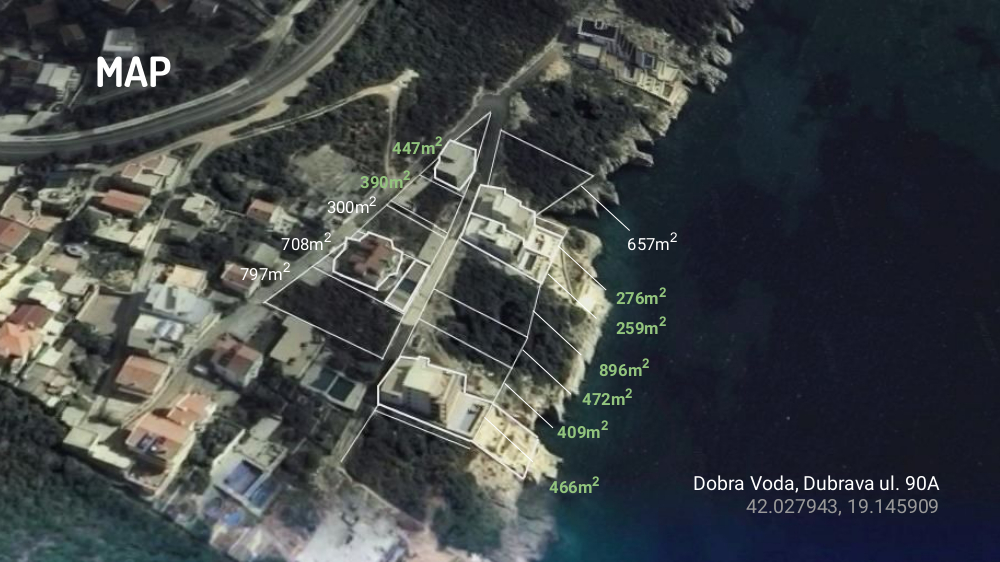 MAP
447m²
390m²
300m²
708m²
797m²
657m²
276m²
259m²
896m²
472m²
409m²
466m²
Dobra Voda, Dubrava ul. 90A
42.027943, 19.145909